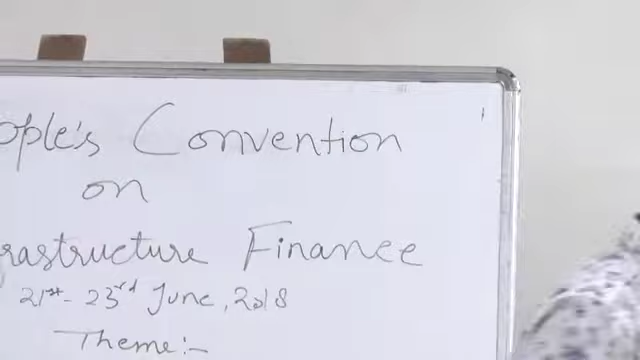 ople's Convention
on
rastructure Finance
21st - 23rd June, 2018
Theme:-